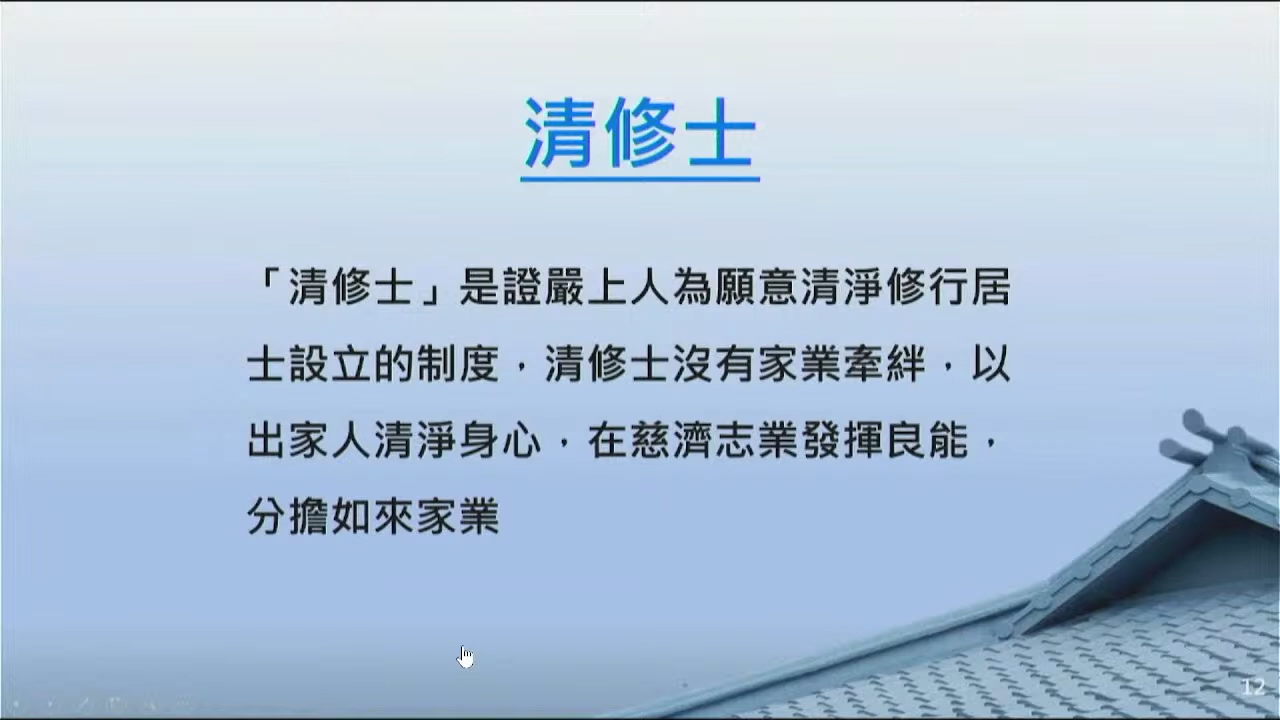 清修士
「清修士」是證嚴上人為願意清淨修行居
士設立的制度，清修士沒有家業牽絆，以
出家人清淨身心，在慈濟志業發揮良能，
分擔如來家業
12